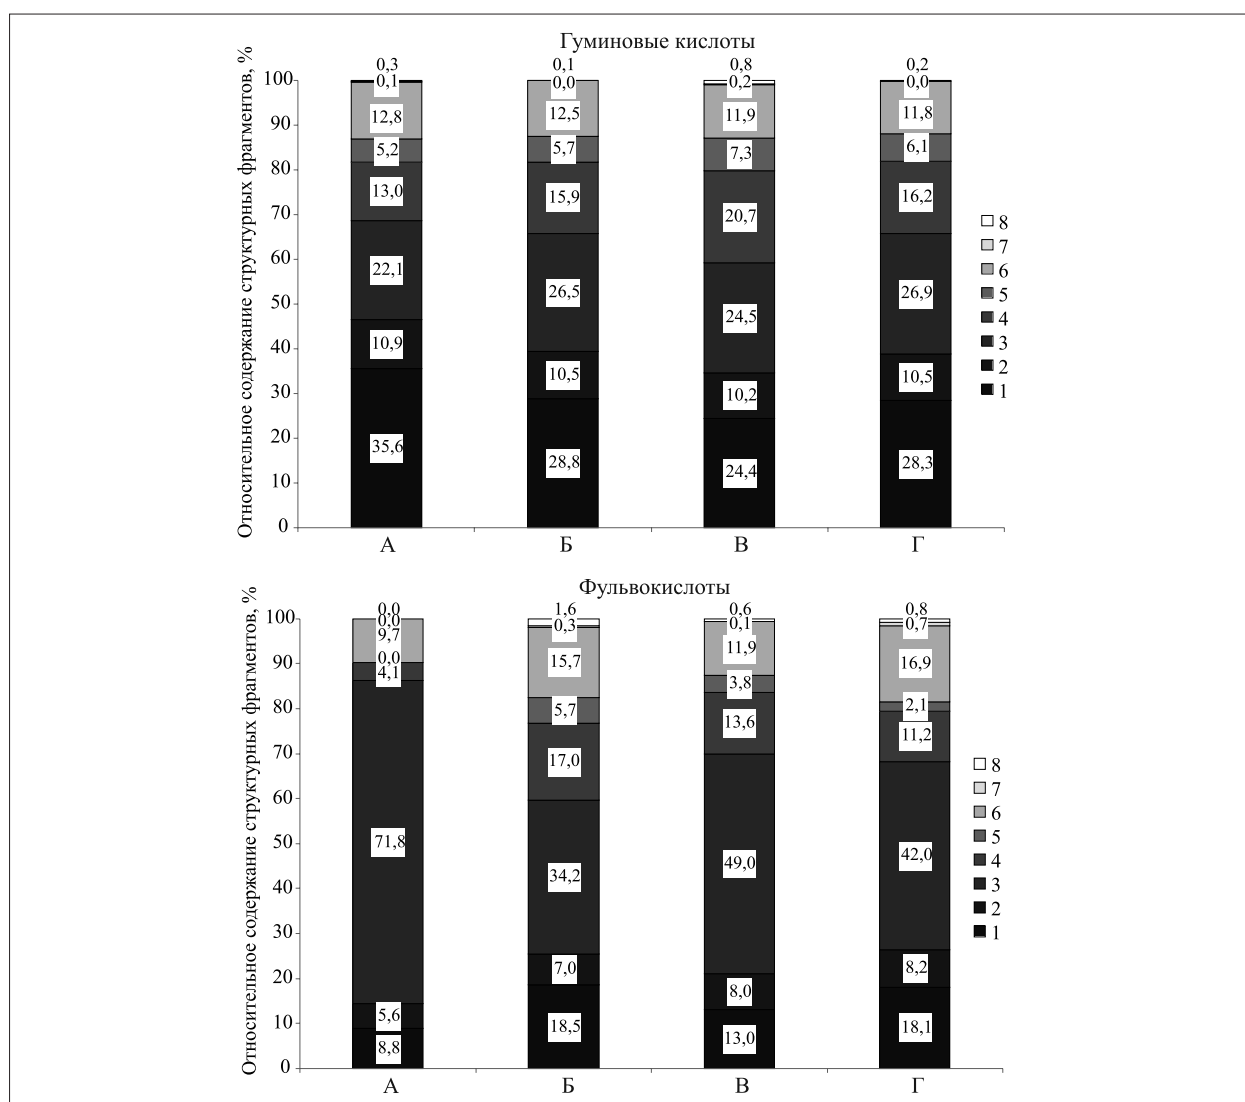 Гуминовые кислоты
Относительное содержание структурных фрагментов, %
0,3 0,1 0,8 0,2
100 0,1 0,0 0,2 0,0
12,8 12,5 11,9 11,8
90
5,2 5,7 7,3 6,1
80
13,0 15,9 20,7 16,2
70
8
7
60
22,1 26,5 24,5 26,9
6
50
5
4
40
10,9 10,5 10,2 10,5
3
2
30
1
20
35,6 28,8 24,4 28,3
10
0
А Б В Г
Фульвокислоты
Относительное содержание структурных фрагментов, %
0,0 1,6 0,6 0,8
100 0,0 0,3 0,1 0,7
9,7 15,7 11,9 16,9
90
0,0 5,7 3,8 2,1
80
4,1 17,0 13,6 11,2
70
8
7
60
6
50
71,8 34,2 49,0 42,0
5
4
40
3
2
30
1
20
5,6 7,0 8,0 8,2
10
8,8 18,5 13,0 18,1
0
А Б В Г